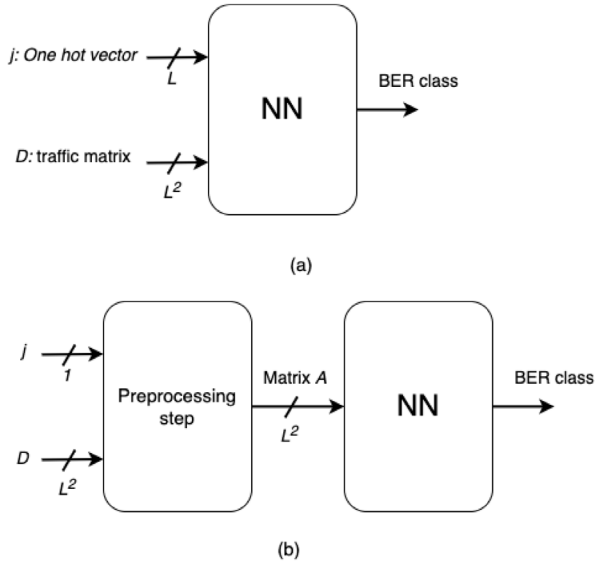 j: One hot vector
L
NN
BER class
D: traffic matrix
L²
(a)
j
1
Preprocessing
step
Matrix A
L²
NN
BER class
D
L²
(b)